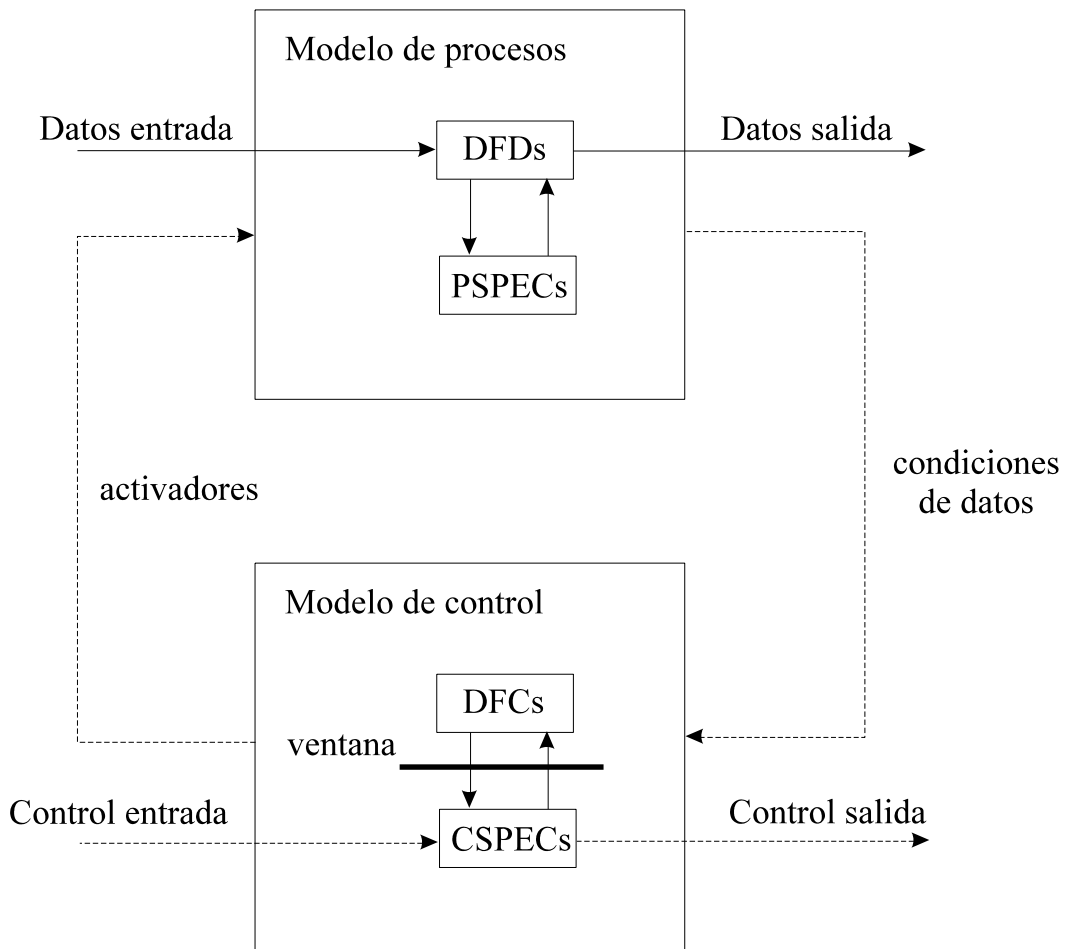 Modelo de procesos
Datos entrada
DFDs
Datos salida
PSPECs
activadores
condiciones
de datos
Modelo de control
DFCs
ventana
Control entrada
CSPECs
Control salida